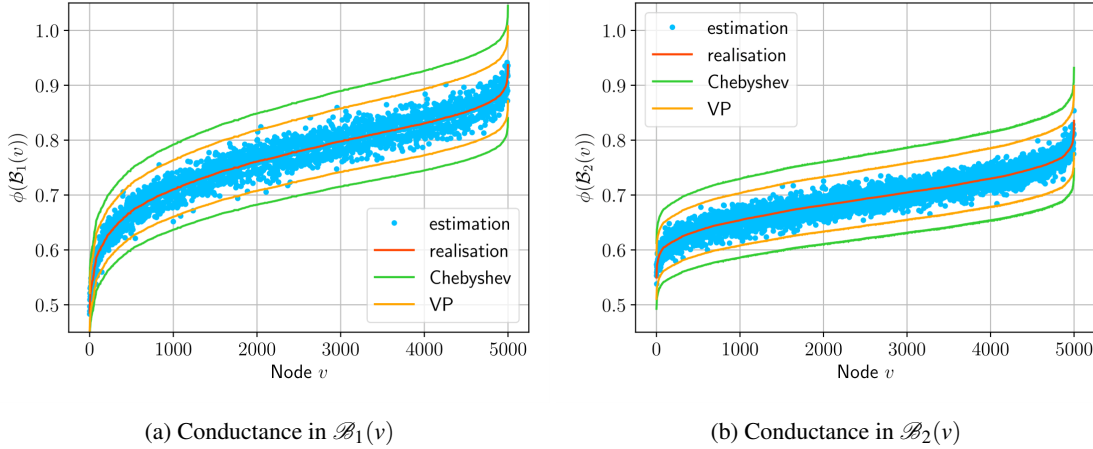 1.0
0.9
0.8
0.7
0.6
0.5
ϕ(ℬ₁(v))
estimation
realisation
Chebyshev
VP
0 1000 2000 3000 4000 5000
Node v
(a) Conductance in ℬ₁(v)
1.0
0.9
0.8
0.7
0.6
0.5
ϕ(ℬ₂(v))
estimation
realisation
Chebyshev
VP
0 1000 2000 3000 4000 5000
Node v
(b) Conductance in ℬ₂(v)